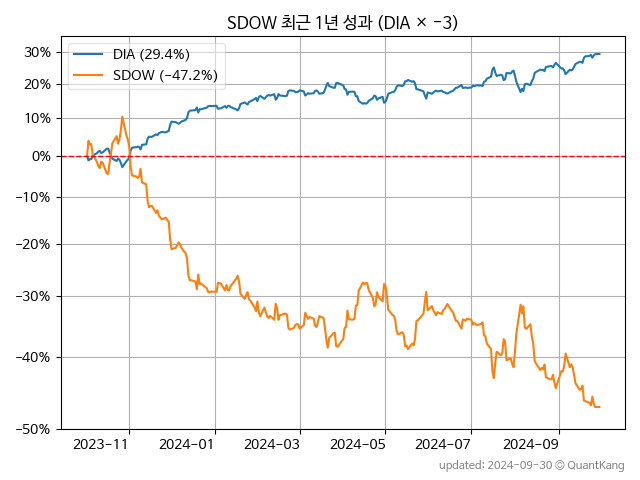 SDOW 최근 1년 성과 (DIA × −3)
DIA (29.4%)
SDOW (−47.2%)
30%
20%
10%
0%
−10%
−20%
−30%
−40%
−50%
2023-11 2024-01 2024-03 2024-05 2024-07 2024-09
updated: 2024-09-30 © QuantKang